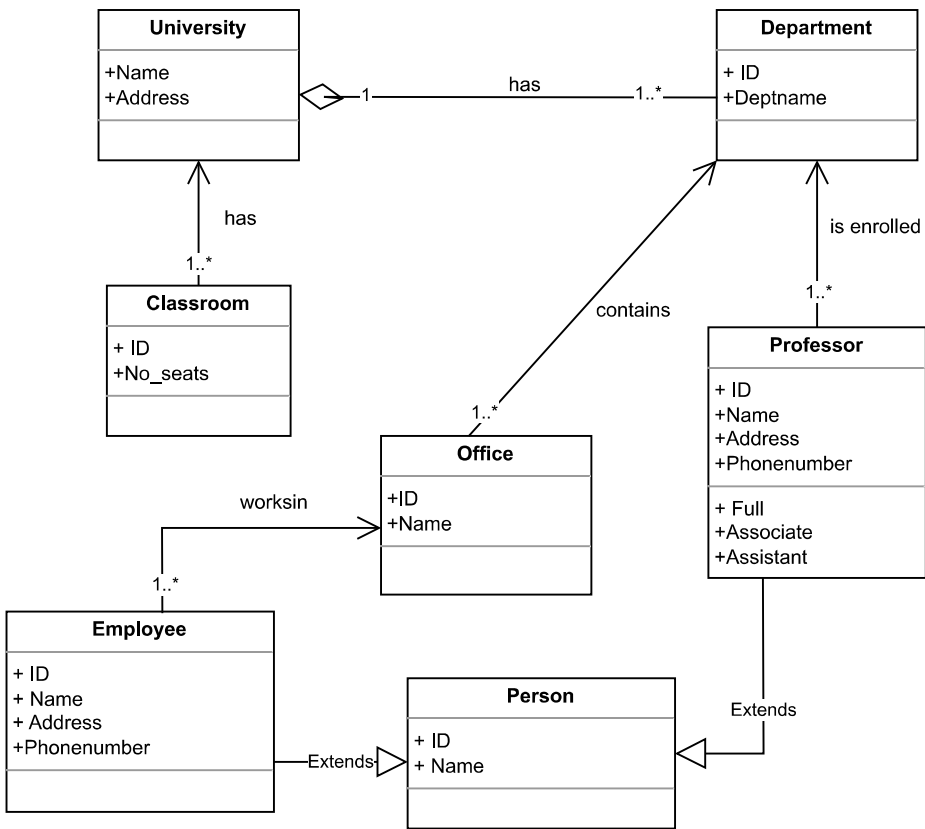 University
+Name
+Address
Department
+ ID
+Deptname
1
has
1..*
has
1..*
is enrolled
1..*
Classroom
+ ID
+No_seats
contains
1..*
Professor
+ ID
+Name
+Address
+Phonenumber
+ Full
+Associate
+Assistant
Office
+ID
+Name
worksin
1..*
Employee
+ ID
+ Name
+ Address
+Phonenumber
Extends
Person
+ ID
+ Name
Extends